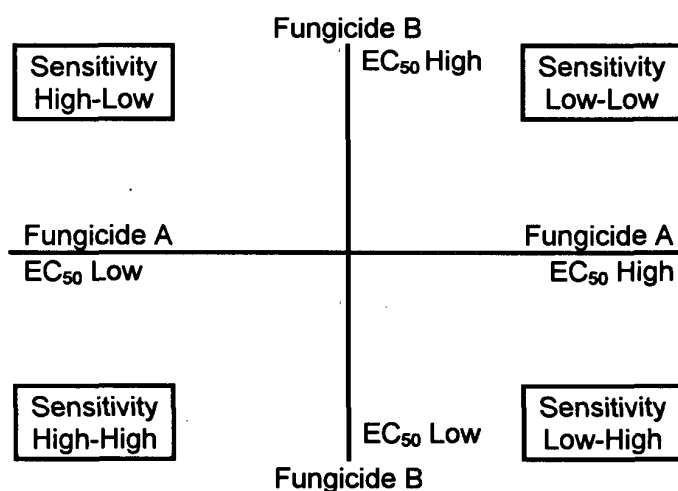 Fungicide B
EC₅₀ High
Sensitivity
High-Low
Sensitivity
Low-Low
Fungicide A
EC₅₀ Low
Fungicide A
EC₅₀ High
Sensitivity
High-High
EC₅₀ Low
Fungicide B
Sensitivity
Low-High